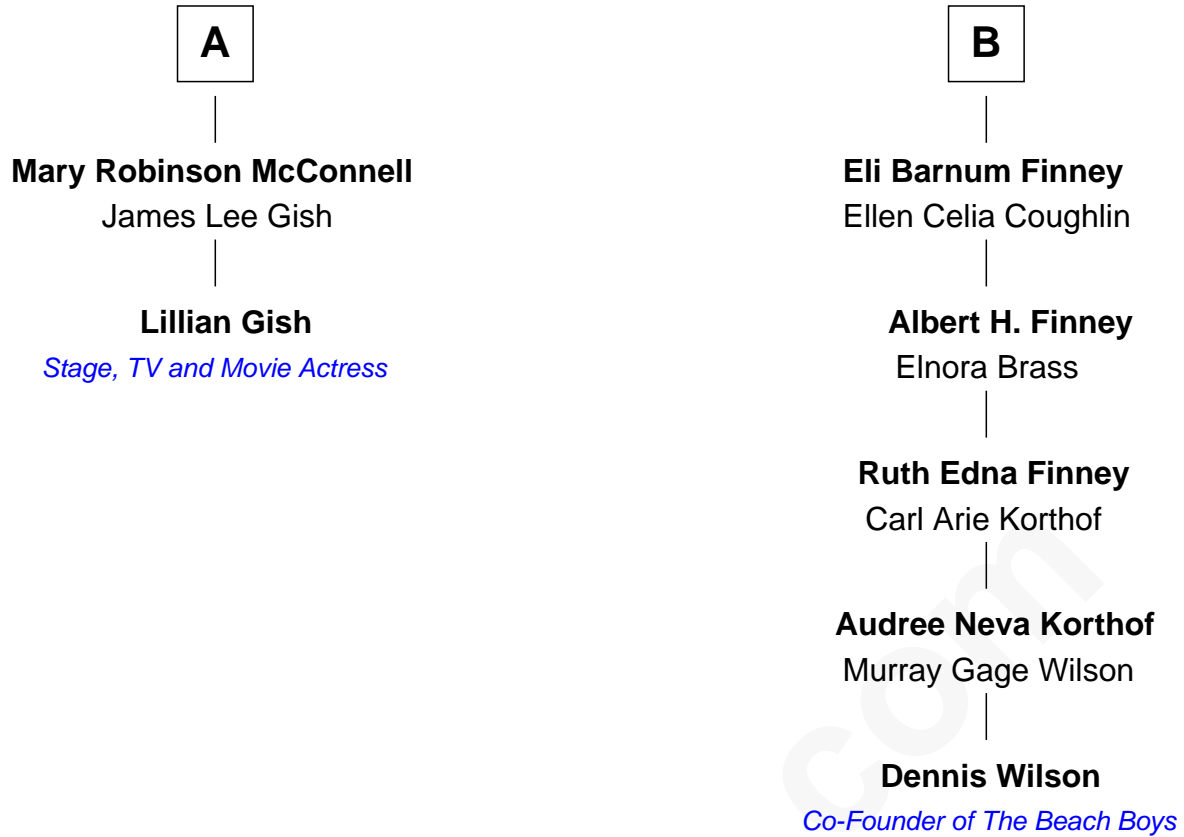 A
Mary Robinson McConnell
James Lee Gish
Lillian Gish
Stage, TV and Movie Actress
B
Eli Barnum Finney
Ellen Celia Coughlin
Albert H. Finney
Elnora Brass
Ruth Edna Finney
Carl Arie Korthof
Audree Neva Korthof
Murray Gage Wilson
Dennis Wilson
Co-Founder of The Beach Boys
com